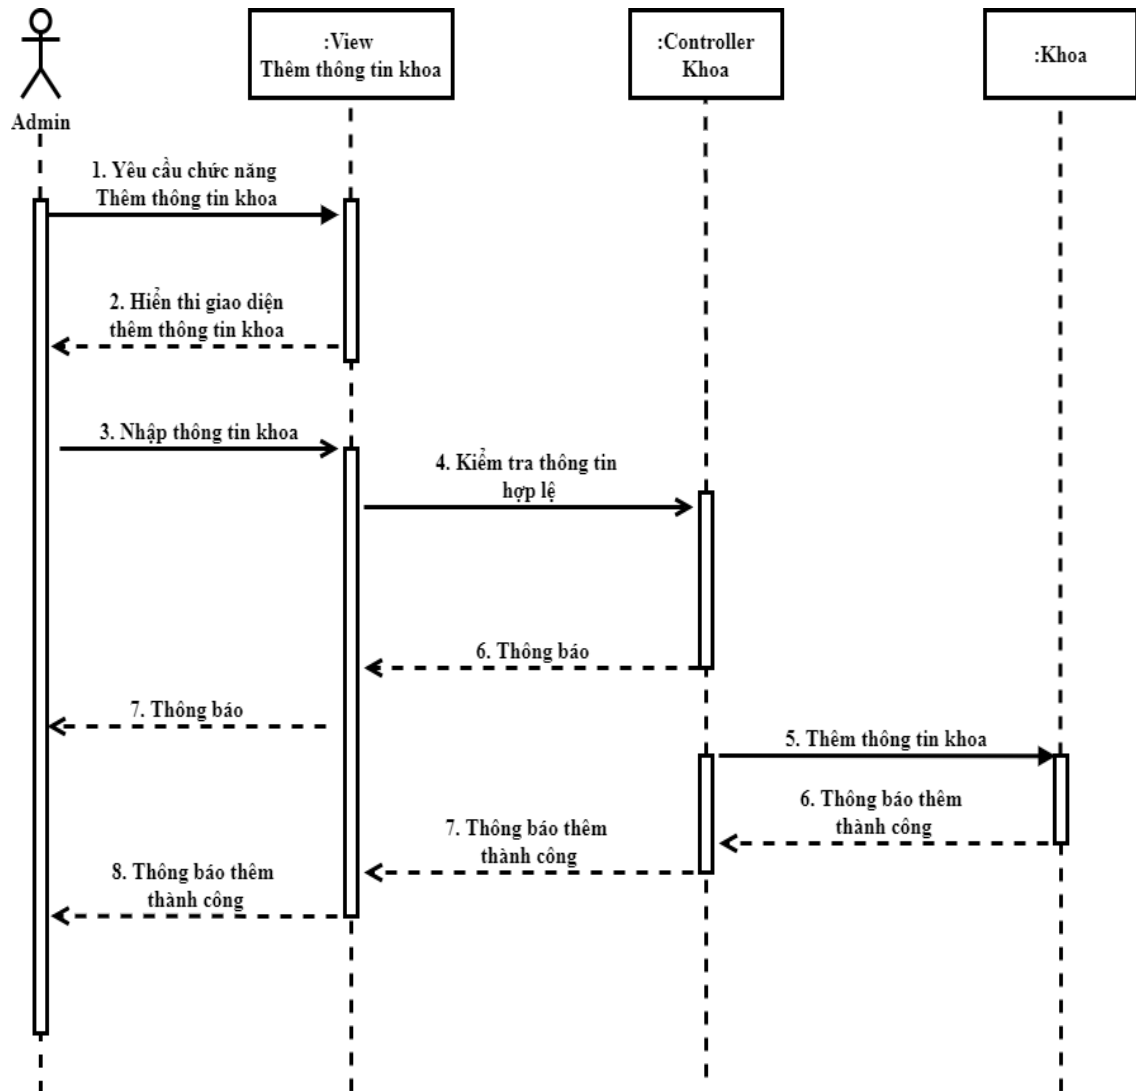 :View
Thêm thông tin khoa
:Controller
Khoa
:Khoa
Admin
1. Yêu cầu chức năng
Thêm thông tin khoa
2. Hiển thi giao diện
thêm thông tin khoa
3. Nhập thông tin khoa
4. Kiểm tra thông tin
hợp lệ
6. Thông báo
7. Thông báo
5. Thêm thông tin khoa
6. Thông báo thêm
thành công
7. Thông báo thêm
thành công
8. Thông báo thêm
thành công